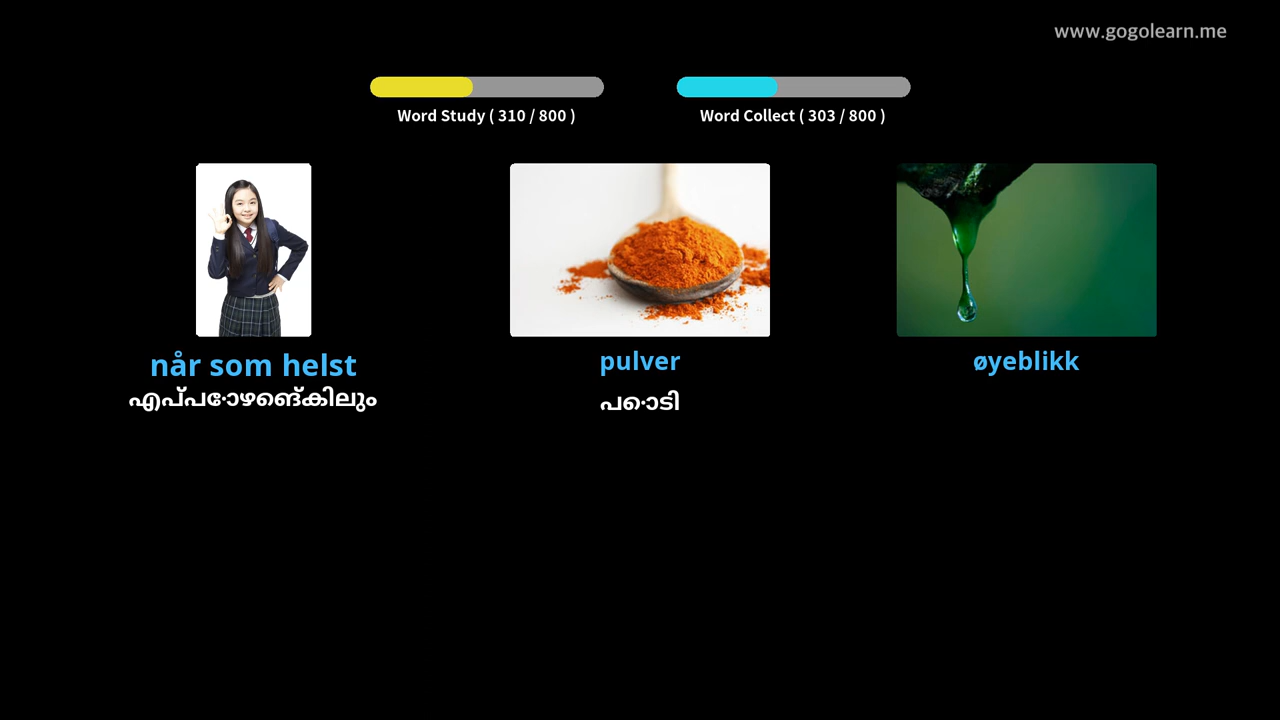 www.gogolearn.me
Word Study ( 310 / 800 )
Word Collect ( 303 / 800 )
når som helst
എപ്പോഴെങ്കിലും
pulver
പൊടി
øyeblikk